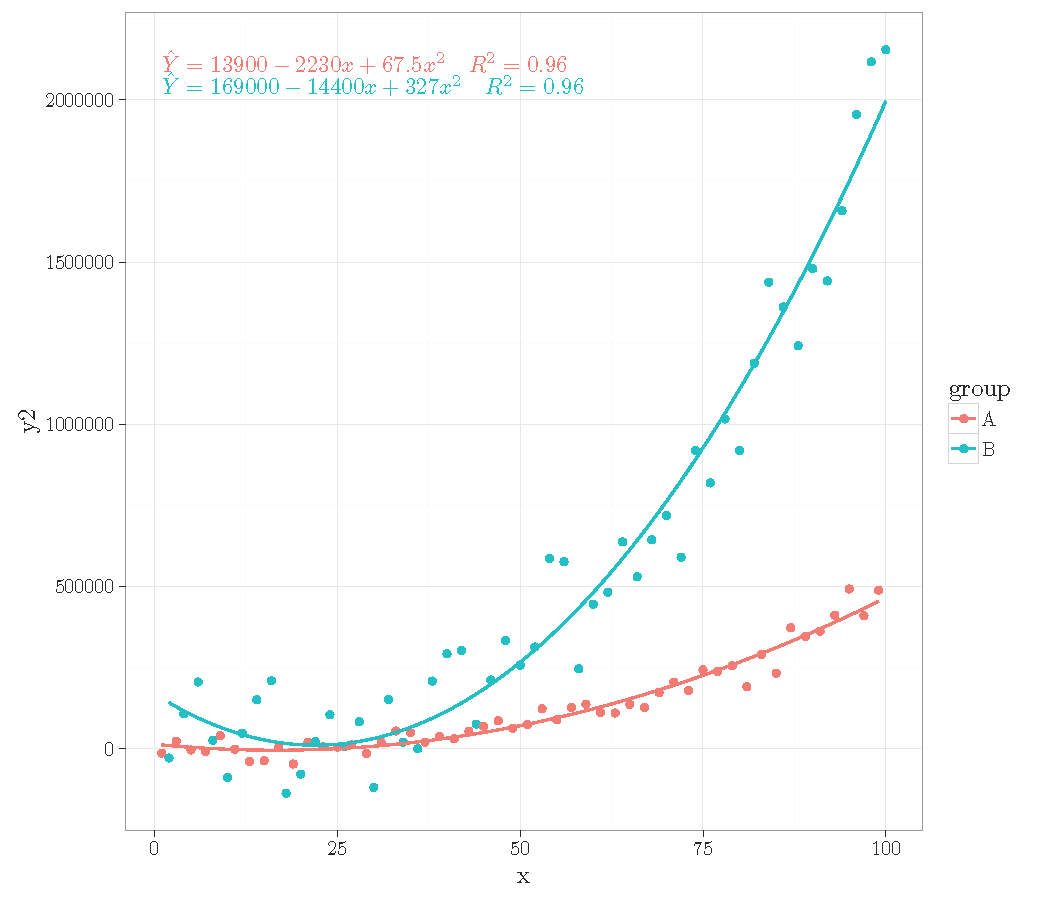 Ŷ = 13900 − 2230x + 67.5x² R² = 0.96
Ŷ = 169000 − 14400x + 327x² R² = 0.96
2000000
1500000
1000000
500000
0
y2
0 25 50 75 100
x
group
A
B